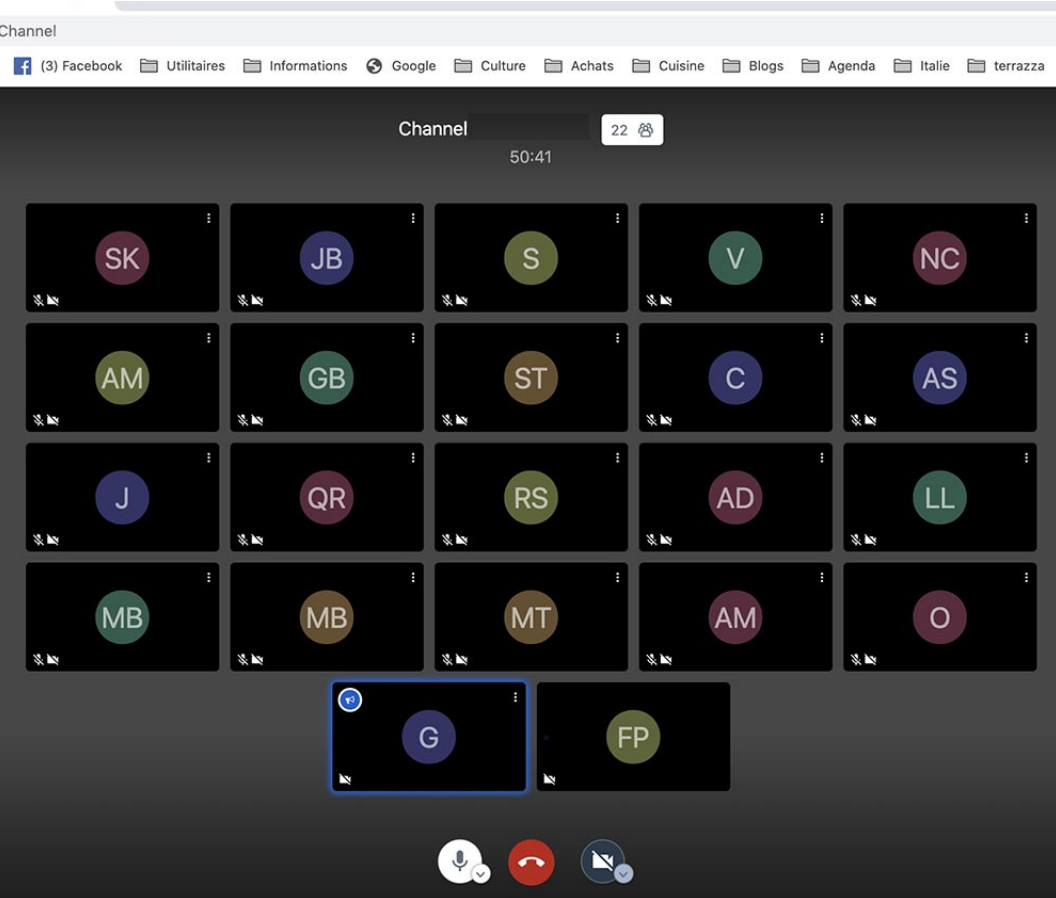 Channel
(3) Facebook Utilitaires Informations Google Culture Achats Cuisine Blogs Agenda Italie terrazza
Channel 22
50:41
SK JB S V NC
AM GB ST C AS
J QR RS AD LL
MB MB MT AM O
G FP